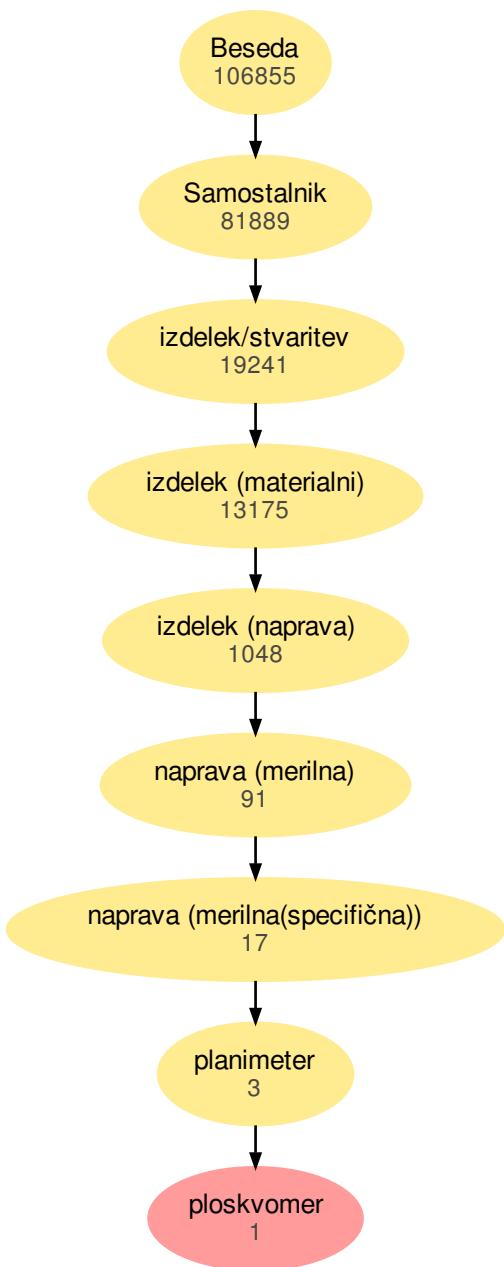 Beseda
106855
Samostalnik
81889
izdelek/stvaritev
19241
izdelek (materialni)
13175
izdelek (naprava)
1048
naprava (merilna)
91
naprava (merilna(specifična))
17
planimeter
3
ploskvomer
1